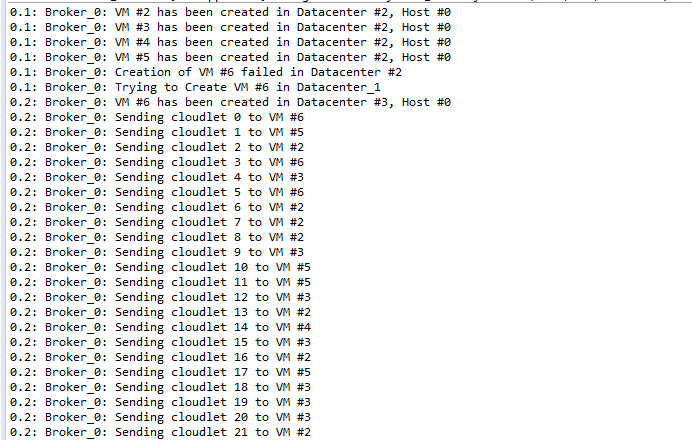 0.1: Broker_0: VM #2 has been created in Datacenter #2, Host #0
0.1: Broker_0: VM #3 has been created in Datacenter #2, Host #0
0.1: Broker_0: VM #4 has been created in Datacenter #2, Host #0
0.1: Broker_0: VM #5 has been created in Datacenter #2, Host #0
0.1: Broker_0: Creation of VM #6 failed in Datacenter #2
0.1: Broker_0: Trying to Create VM #6 in Datacenter_1
0.2: Broker_0: VM #6 has been created in Datacenter #3, Host #0
0.2: Broker_0: Sending cloudlet 0 to VM #6
0.2: Broker_0: Sending cloudlet 1 to VM #5
0.2: Broker_0: Sending cloudlet 2 to VM #2
0.2: Broker_0: Sending cloudlet 3 to VM #6
0.2: Broker_0: Sending cloudlet 4 to VM #3
0.2: Broker_0: Sending cloudlet 5 to VM #6
0.2: Broker_0: Sending cloudlet 6 to VM #2
0.2: Broker_0: Sending cloudlet 7 to VM #2
0.2: Broker_0: Sending cloudlet 8 to VM #2
0.2: Broker_0: Sending cloudlet 9 to VM #3
0.2: Broker_0: Sending cloudlet 10 to VM #5
0.2: Broker_0: Sending cloudlet 11 to VM #5
0.2: Broker_0: Sending cloudlet 12 to VM #3
0.2: Broker_0: Sending cloudlet 13 to VM #2
0.2: Broker_0: Sending cloudlet 14 to VM #4
0.2: Broker_0: Sending cloudlet 15 to VM #3
0.2: Broker_0: Sending cloudlet 16 to VM #2
0.2: Broker_0: Sending cloudlet 17 to VM #5
0.2: Broker_0: Sending cloudlet 18 to VM #3
0.2: Broker_0: Sending cloudlet 19 to VM #3
0.2: Broker_0: Sending cloudlet 20 to VM #3
0.2: Broker_0: Sending cloudlet 21 to VM #2